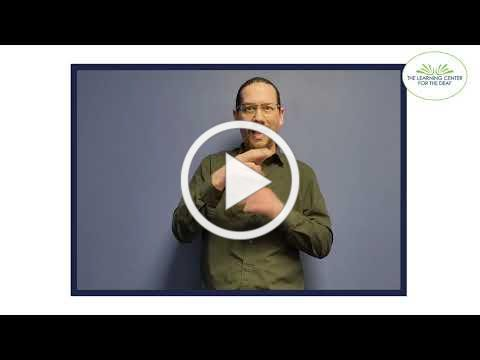 THE LEARNING CENTER
FOR THE DEAF